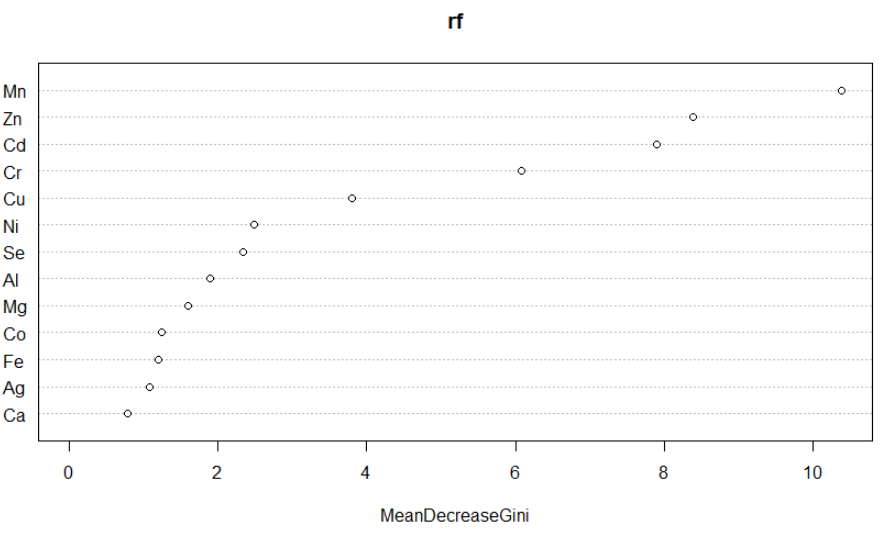 rf
Mn
Zn
Cd
Cr
Cu
Ni
Se
Al
Mg
Co
Fe
Ag
Ca
0 2 4 6 8 10
MeanDecreaseGini